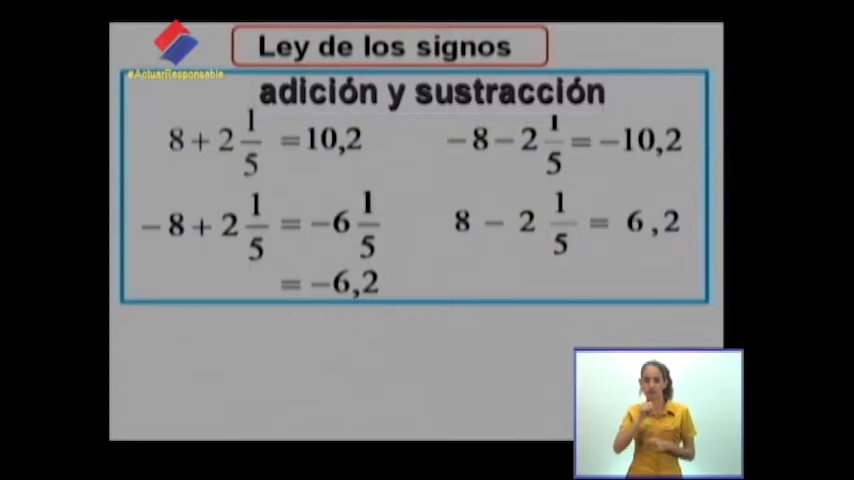 Ley de los signos
#ActuarResponsable
adición y sustracción
8 + 2 1/5 = 10,2
− 8 − 2 1/5 = − 10,2
− 8 + 2 1/5 = − 6 1/5
8 − 2 1/5 = 6,2
= − 6,2